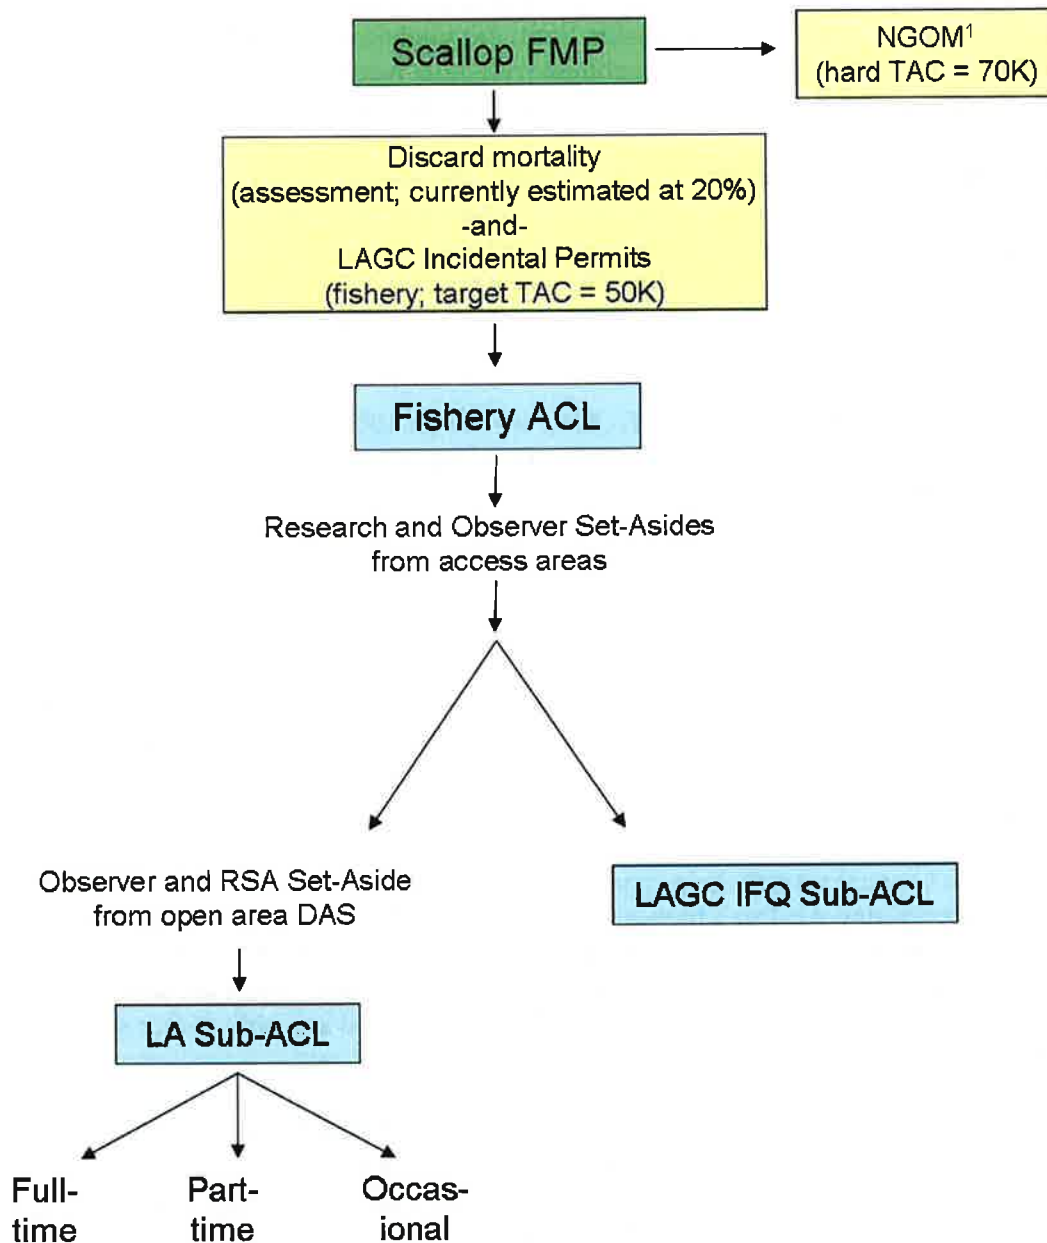 Scallop FMP
NGOM¹
(hard TAC = 70K)
Discard mortality
(assessment; currently estimated at 20%)
-and-
LAGC Incidental Permits
(fishery; target TAC = 50K)
Fishery ACL
Research and Observer Set-Asides
from access areas
Observer and RSA Set-Aside
from open area DAS
LAGC IFQ Sub-ACL
LA Sub-ACL
Full-
time
Part-
time
Occas-
ional